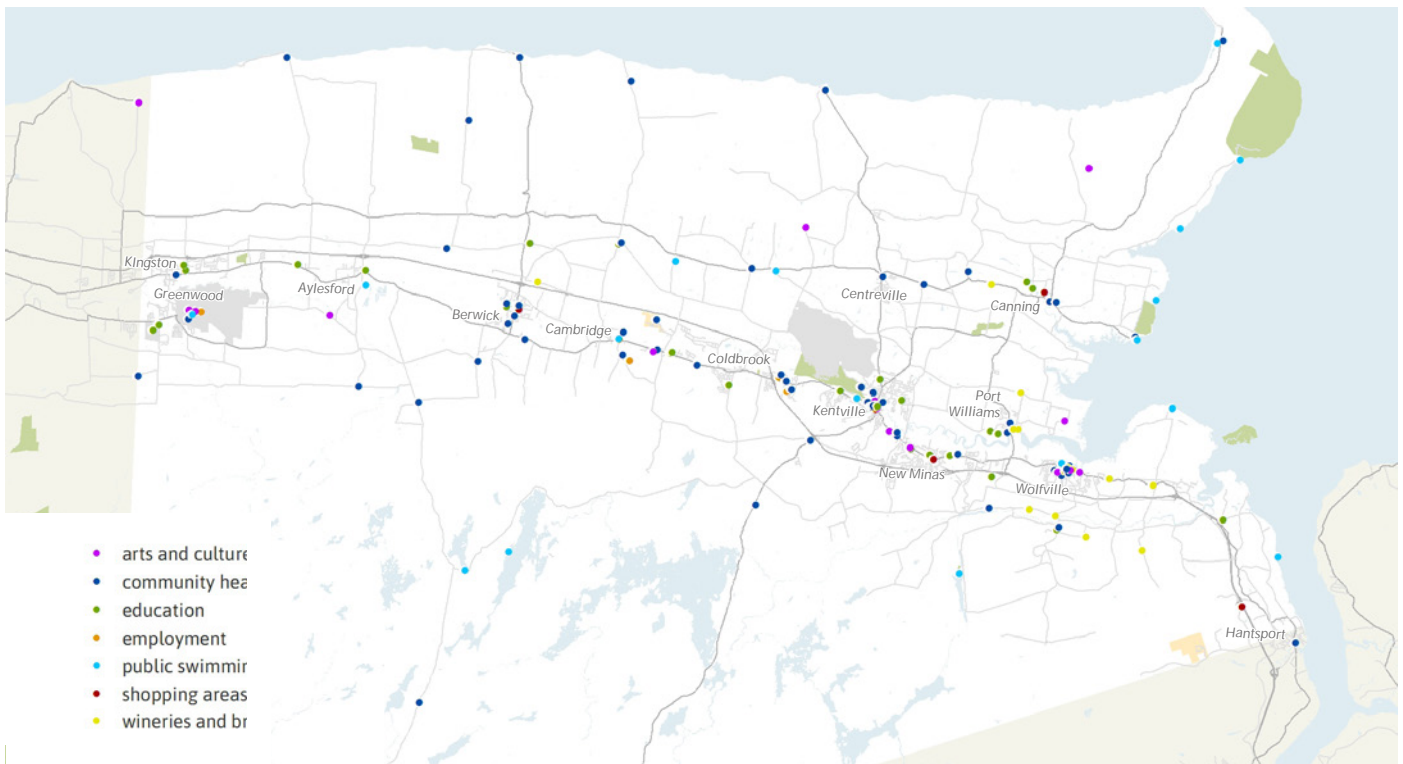 KIngston
Greenwood
Aylesford
Berwick
Cambridge
Coldbrook
Centreville
Canning
Kentville
Port
Williams
New Minas
Wolfville
Hantsport
arts and culture
community hea
education
employment
public swimmin
shopping areas
wineries and br